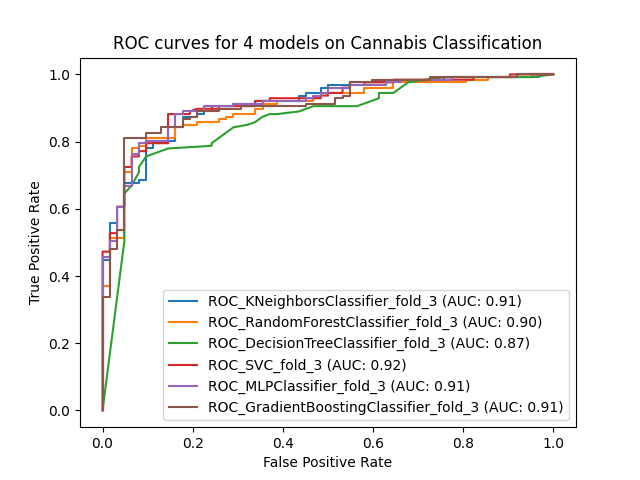 ROC curves for 4 models on Cannabis Classification
True Positive Rate
1.0
0.8
0.6
0.4
0.2
0.0
ROC_KNeighborsClassifier_fold_3 (AUC: 0.91)
ROC_RandomForestClassifier_fold_3 (AUC: 0.90)
ROC_DecisionTreeClassifier_fold_3 (AUC: 0.87)
ROC_SVC_fold_3 (AUC: 0.92)
ROC_MLPClassifier_fold_3 (AUC: 0.91)
ROC_GradientBoostingClassifier_fold_3 (AUC: 0.91)
0.0 0.2 0.4 0.6 0.8 1.0
False Positive Rate